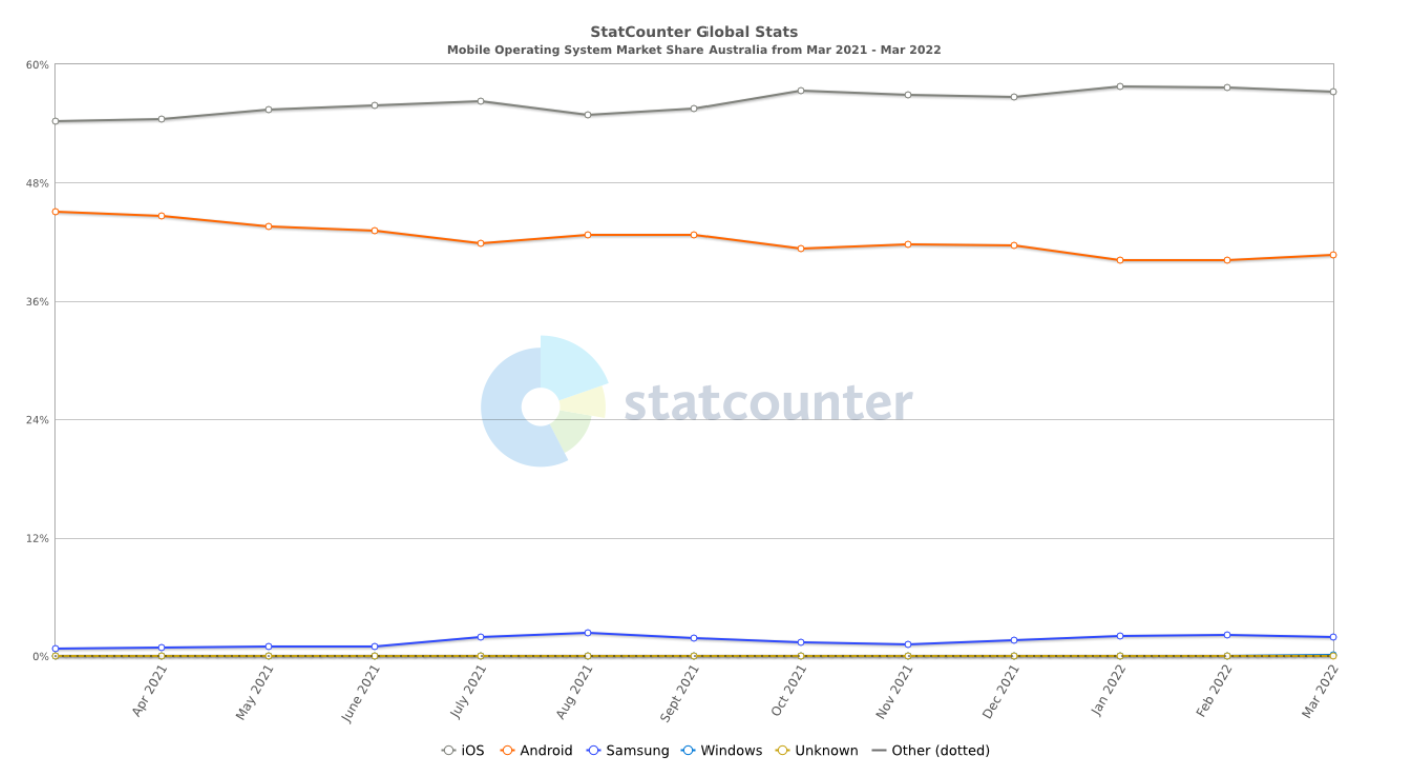 StatCounter Global Stats
Mobile Operating System Market Share Australia from Mar 2021 - Mar 2022
60%
48%
36%
24%
12%
0%
statcounter
Apr 2021
May 2021
June 2021
July 2021
Aug 2021
Sept 2021
Oct 2021
Nov 2021
Dec 2021
Jan 2022
Feb 2022
Mar 2022
iOS Android Samsung Windows Unknown Other (dotted)